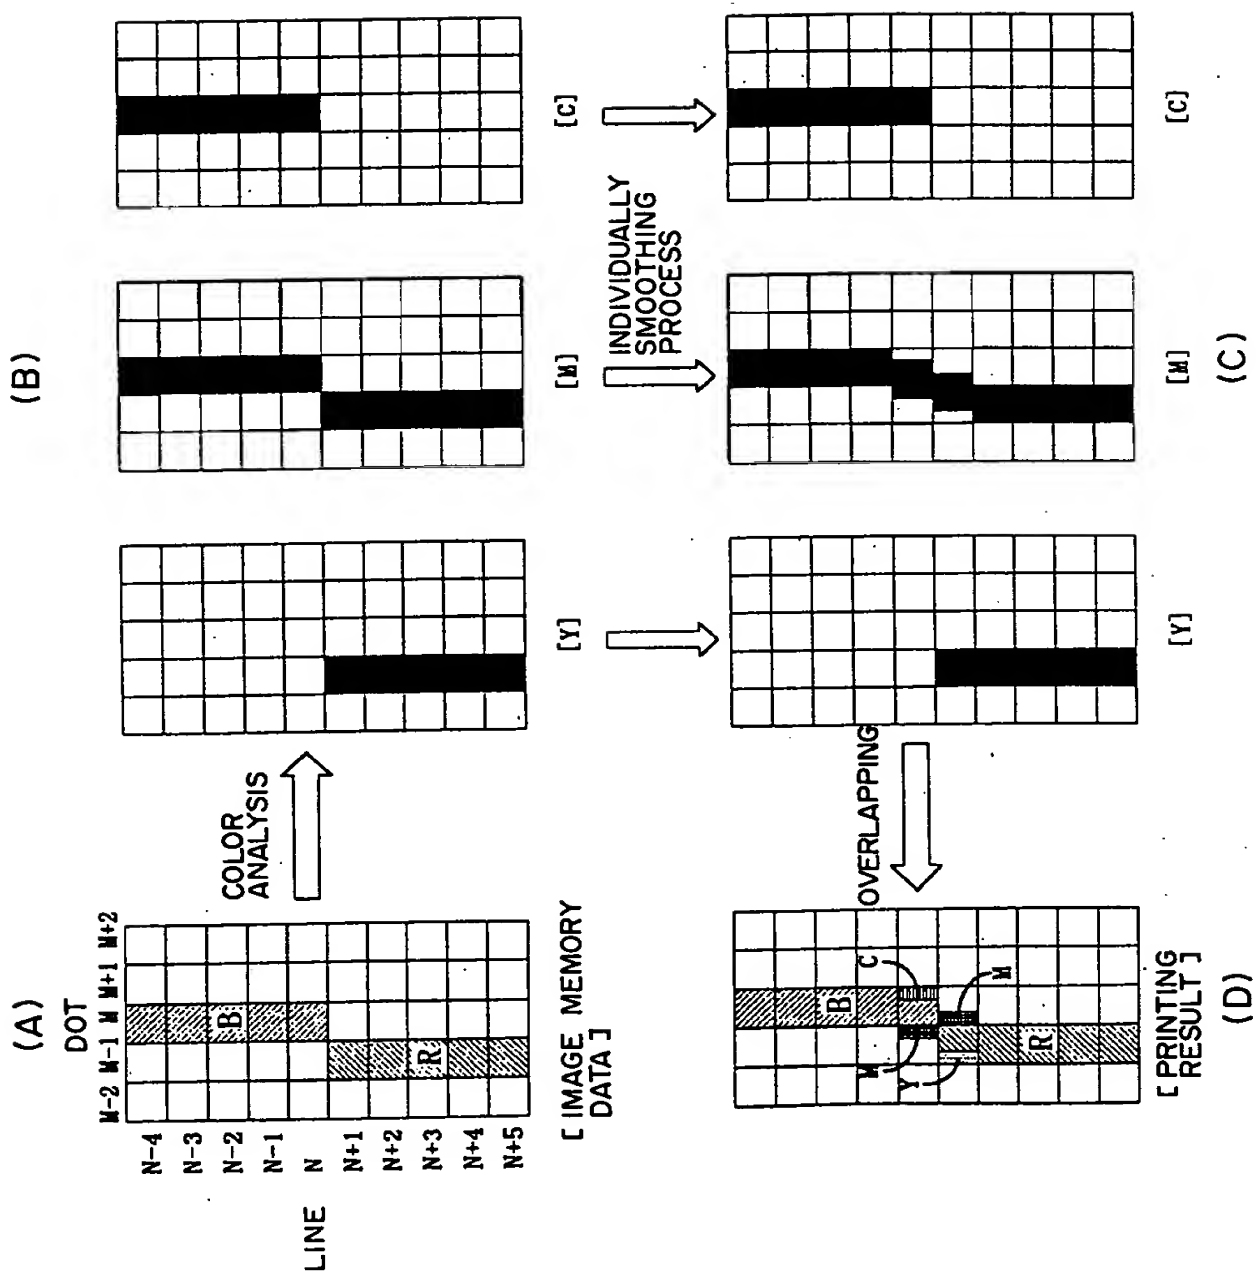 (A)
DOT
M-2 M-1 M M+1 M+2
LINE
N-4
N-3
N-2
N-1
N
N+1
N+2
N+3
N+4
N+5
B
R
[IMAGE MEMORY
DATA]
COLOR
ANALYSIS
(B)
[Y]
[M]
[C]
INDIVIDUALLY
SMOOTHING
PROCESS
[Y]
[M]
[C]
(C)
OVERLAPPING
B
C
M
M
Y
R
[PRINTING
RESULT]
(D)